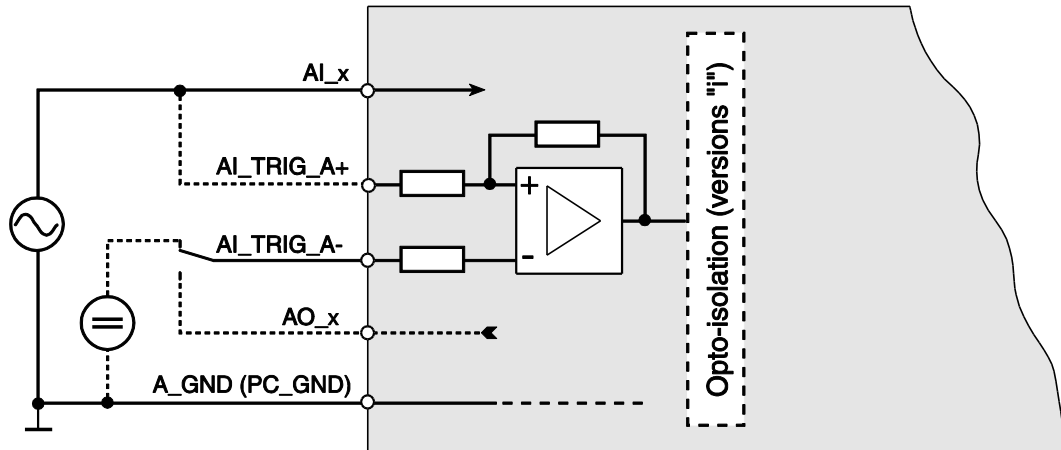 AI_x
AI_TRIG_A+
AI_TRIG_A-
AO_x
A_GND (PC_GND)
+
-
Opto-isolation (versions "i")